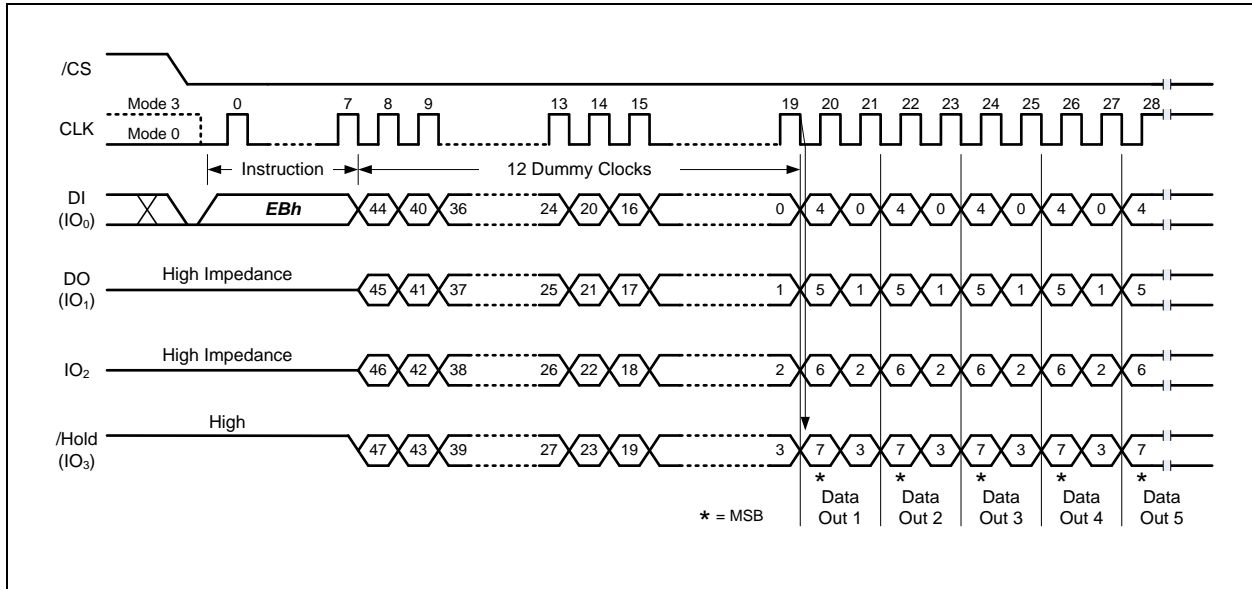 /CS
Mode 3
0 7 8 9 13 14 15 19 20 21 22 23 24 25 26 27 28
CLK
Mode 0
Instruction 12 Dummy Clocks
DI
(IO0)
EBh 44 40 36 24 20 16 0 4 0 4 0 4 0 4 0 4
DO
(IO1)
High Impedance
45 41 37 25 21 17 1 5 1 5 1 5 1 5 1 5
IO2
High Impedance
46 42 38 26 22 18 2 6 2 6 2 6 2 6 2 6
High
/Hold
(IO3)
47 43 39 27 23 19 3 7 3 7 3 7 3 7 3 7
* * * * *
* = MSB
Data
Out 1
Data
Out 2
Data
Out 3
Data
Out 4
Data
Out 5